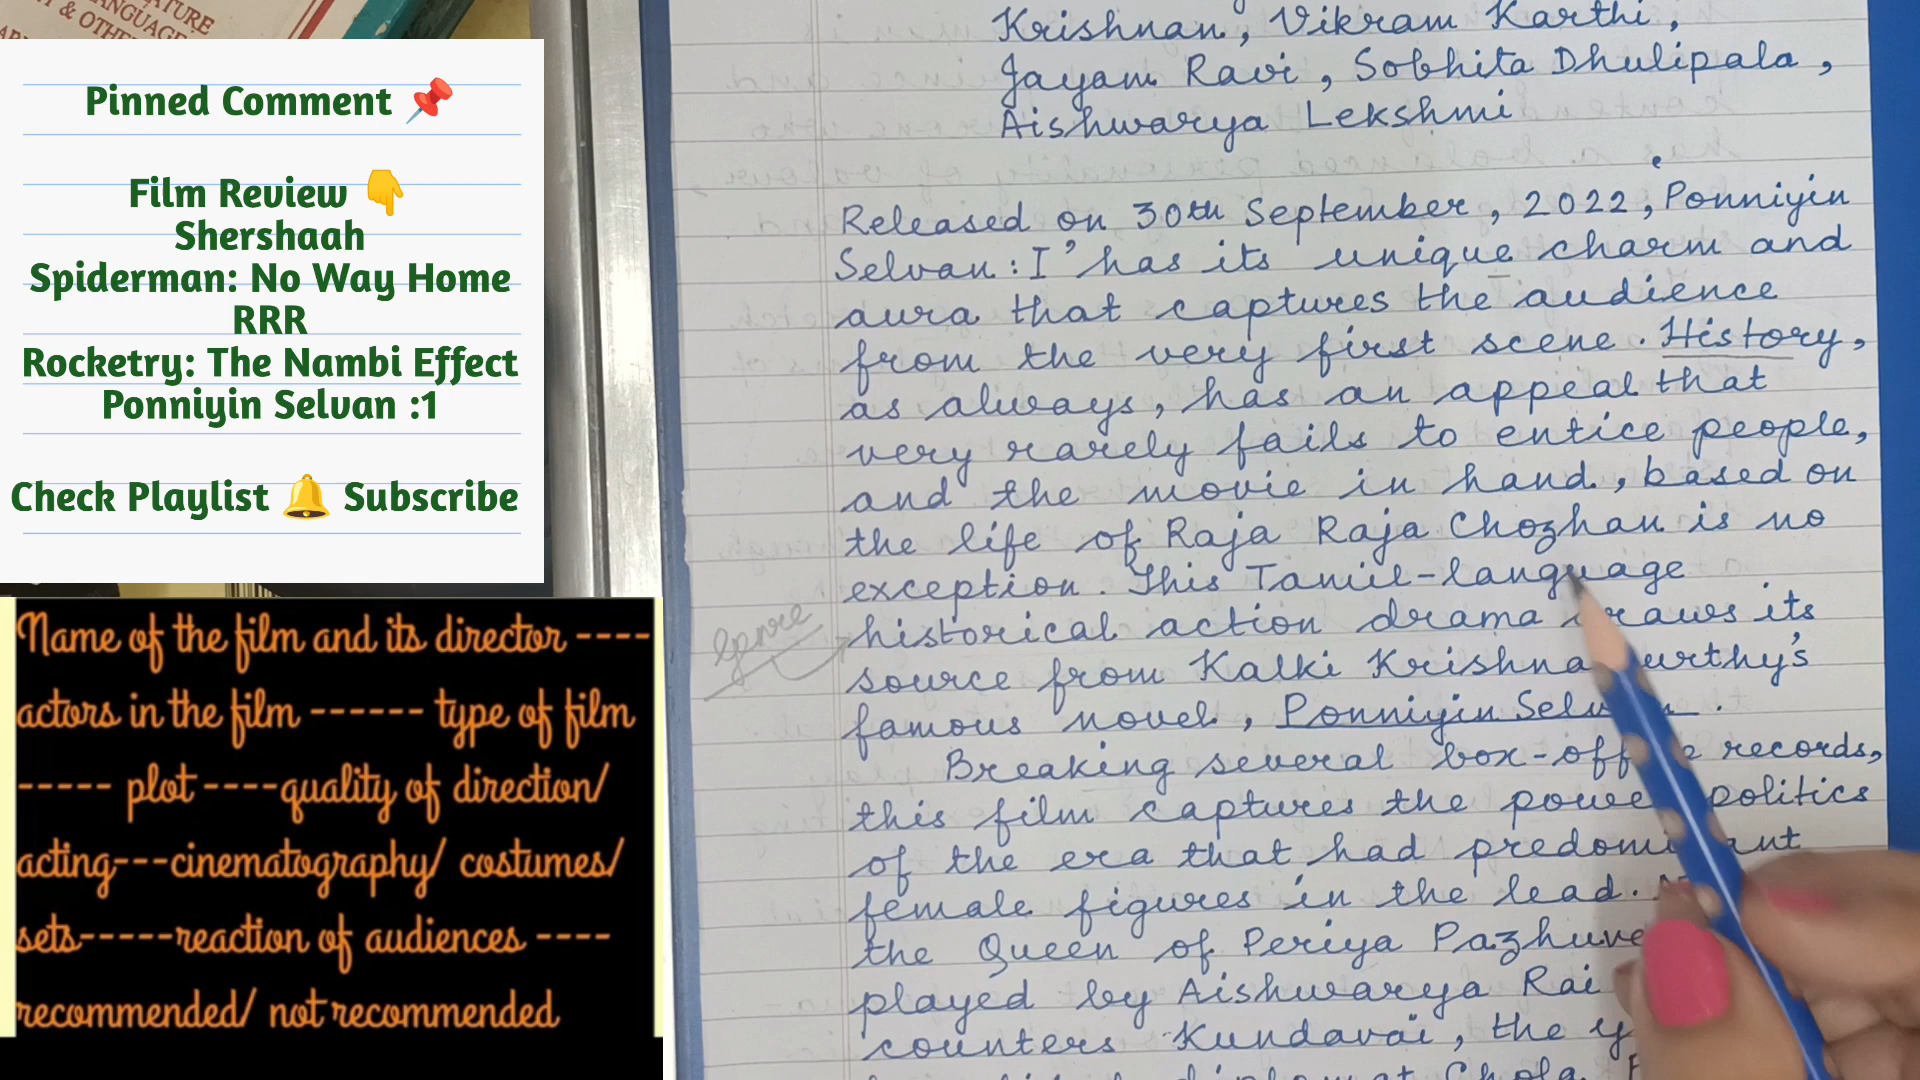 ATURE
& OTHE
LANGUAGE
Pinned Comment 📌
Film Review 👇
Shershaah
Spiderman: No Way Home
RRR
Rocketry: The Nambi Effect
Ponniyin Selvan :1
Check Playlist 🔔 Subscribe
Name of the film and its director ----
actors in the film ------ type of film
----- plot ----quality of direction/
acting---cinematography/ costumes/
sets-----reaction of audiences ----
recommended/ not recommended
Krishnan, Vikram Karthi,
Jayam Ravi, Sobhita Dhulipala,
Aishwarya Lekshmi
Released on 30th September, 2022, 'Ponniyin
Selvan : I' has its unique charm and
aura that captures the audience
from the very first scene. History,
as always, has an appeal that
very rarely fails to entice people,
and the movie in hand, based on
the life of Raja Raja Chozhan is no
exception. This Tamil-language
Genre
historical action drama draws its
source from Kalki Krishna urthy's
famous novel, Ponniyin Selvan.
Breaking several box-office records,
this film captures the power politics
of the era that had predominant
female figures in the lead.
the Queen of Periya Pazhuve
played by Aishwarya Rai
counters Kundavai, the y
Chola